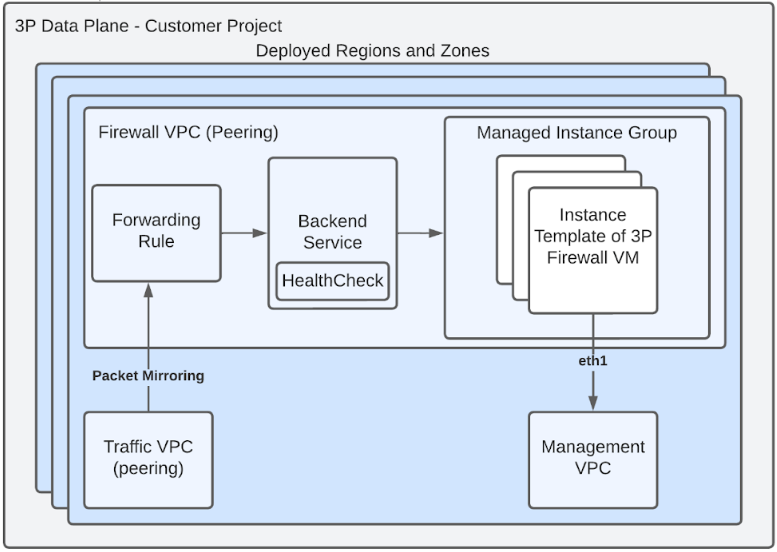 3P Data Plane - Customer Project
Deployed Regions and Zones
Firewall VPC (Peering)
Managed Instance Group
Forwarding
Rule
Backend
Service
HealthCheck
Instance
Template of 3P
Firewall VM
Packet Mirroring
eth1
Traffic VPC
(peering)
Management
VPC